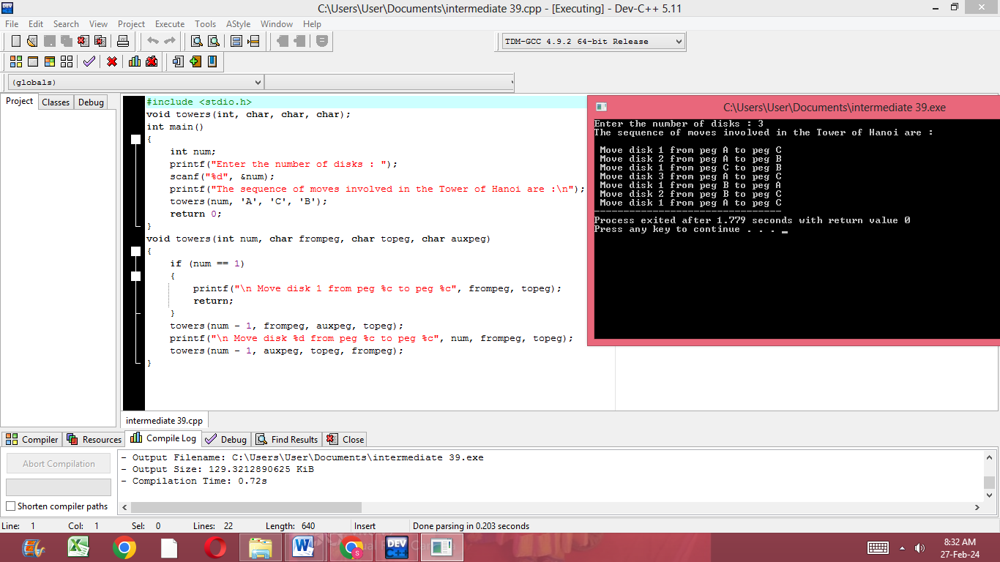 C:\Users\User\Documents\intermediate 39.cpp - [Executing] - Dev-C++ 5.11
File Edit Search View Project Execute Tools AStyle Window Help
TDM-GCC 4.9.2 64-bit Release
(globals)
Project Classes Debug
#include <stdio.h>
void towers(int, char, char, char);
int main()
{
    int num;
    printf("Enter the number of disks : ");
    scanf("%d", &num);
    printf("The sequence of moves involved in the Tower of Hanoi are :\n");
    towers(num, 'A', 'C', 'B');
    return 0;
}
void towers(int num, char frompeg, char topeg, char auxpeg)
{
    if (num == 1)
    {
        printf("\n Move disk 1 from peg %c to peg %c", frompeg, topeg);
        return;
    }
    towers(num - 1, frompeg, auxpeg, topeg);
    printf("\n Move disk %d from peg %c to peg %c", num, frompeg, topeg);
    towers(num - 1, auxpeg, topeg, frompeg);
}
C:\Users\User\Documents\intermediate 39.exe
Enter the number of disks : 3
The sequence of moves involved in the Tower of Hanoi are :
Move disk 1 from peg A to peg C
Move disk 2 from peg A to peg B
Move disk 1 from peg C to peg B
Move disk 3 from peg A to peg C
Move disk 1 from peg B to peg A
Move disk 2 from peg B to peg C
Move disk 1 from peg A to peg C
--------------------------------
Process exited after 1.779 seconds with return value 0
Press any key to continue . . . _
intermediate 39.cpp
Compiler Resources Compile Log Debug Find Results Close
Abort Compilation
Shorten compiler paths
- Output Filename: C:\Users\User\Documents\intermediate 39.exe
- Output Size: 129.3212890625 KiB
- Compilation Time: 0.72s
Line: 1 Col: 1 Sel: 0 Lines: 22 Length: 640 Insert Done parsing in 0.203 seconds
8:32 AM
27-Feb-24